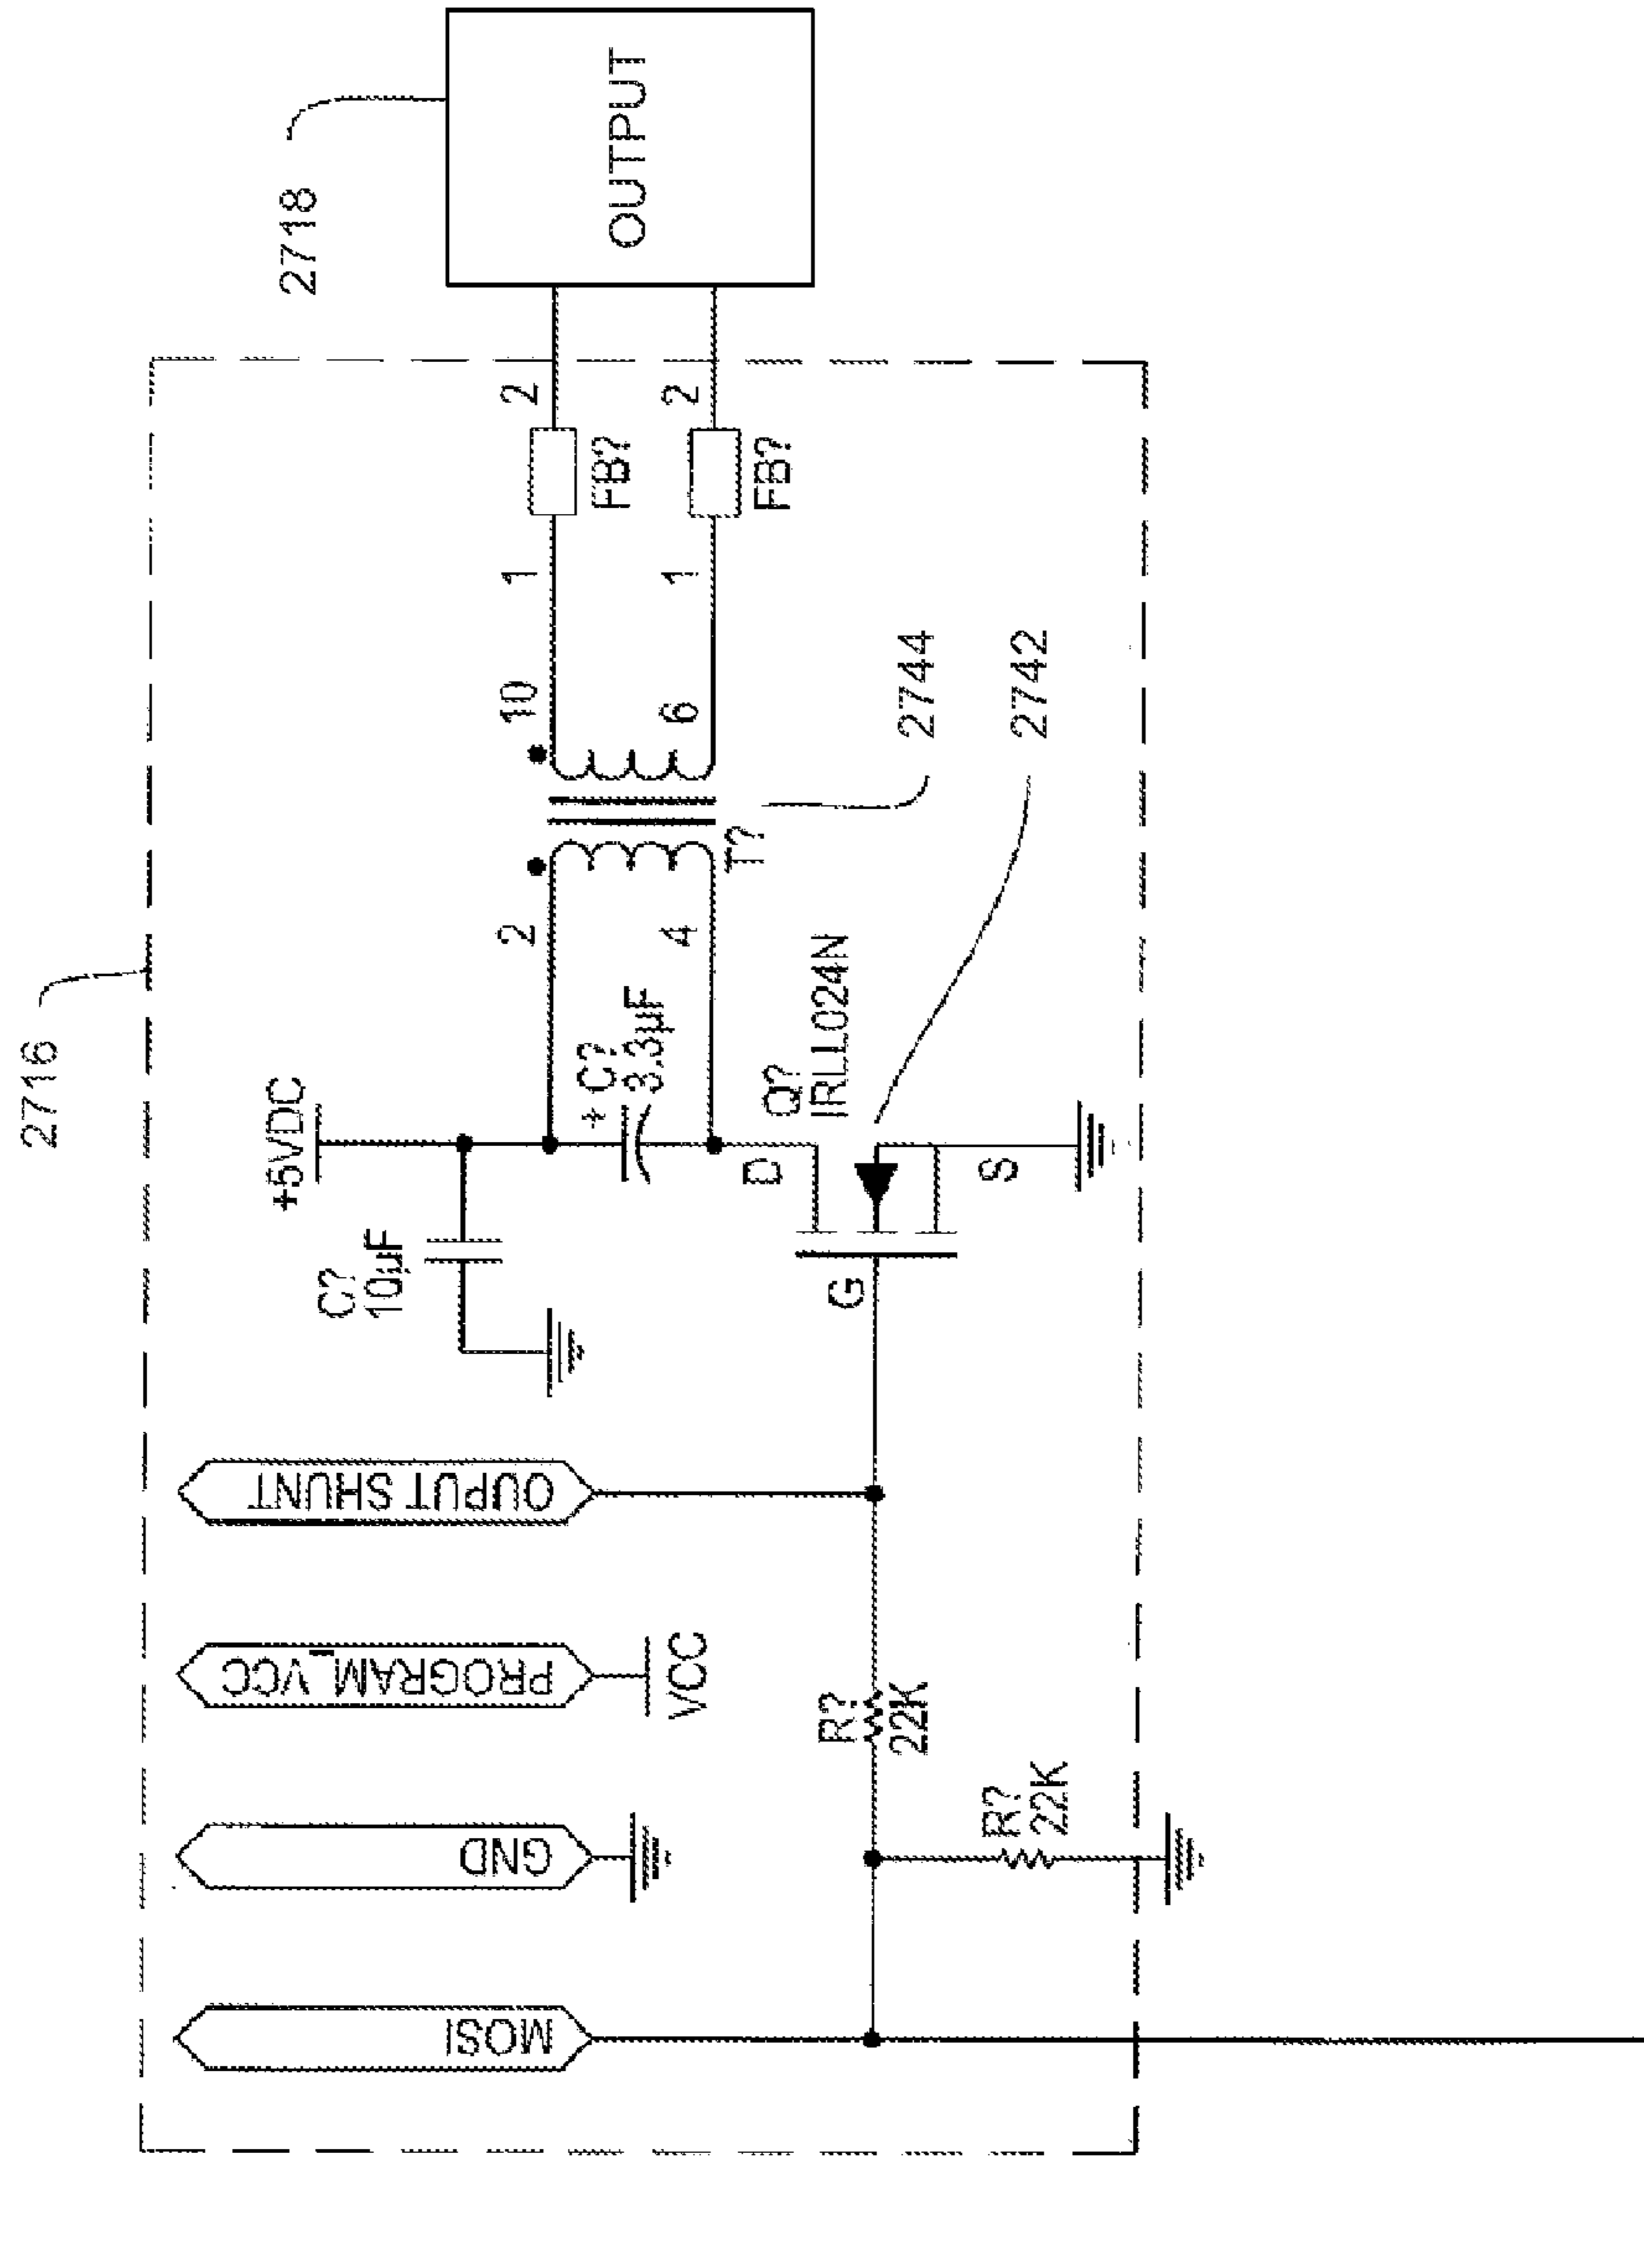 2716
2718
+5VDC
C?
10µF
+ C?
3.3µF
2
4
10
6
T?
1
2
FB?
1
2
FB?
OUTPUT
2744
2742
Q?
IRLL024N
D
G
S
OUPUT SHUNT
PROGRAM_VCC
VCC
GND
MOSI
R?
22K
R?
22K